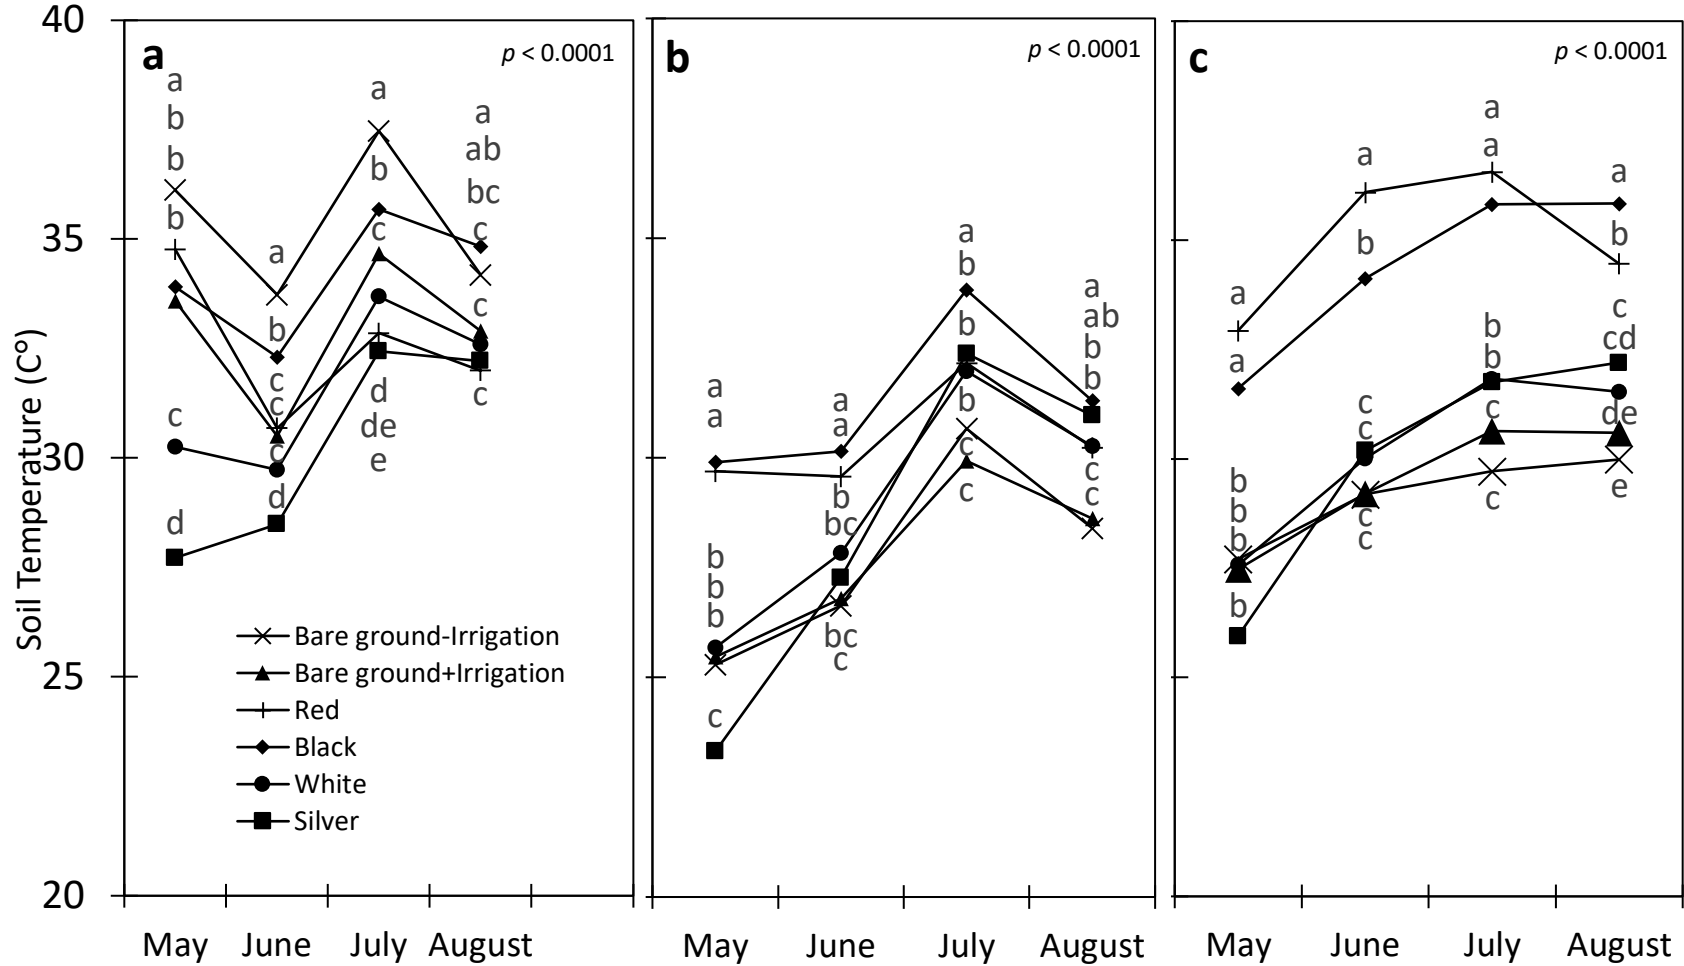 Soil Temperature (C°)
40
35
30
25
20
a
p < 0.0001
a
b
b
b
c
d
a
b
c
c
c
d
a
b
c
d
de
e
a
ab
bc
c
c
c
Bare ground-Irrigation
Bare ground+Irrigation
Red
Black
White
Silver
May June July August
b
p < 0.0001
a
a
b
b
b
c
a
a
b
bc
bc
c
a
b
b
b
c
c
a
ab
b
b
c
c
May June July August
c
p < 0.0001
a
a
b
b
b
b
a
b
c
c
c
c
a
a
b
b
c
c
a
b
c
cd
de
e
May June July August